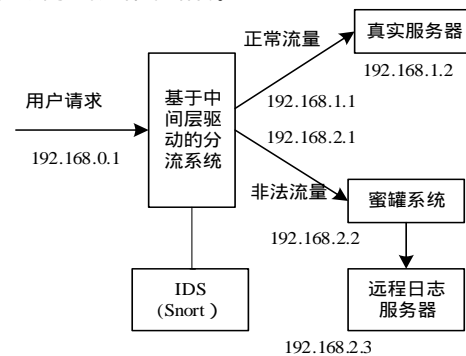 正常流量
真实服务器
192.168.1.2
用户请求
192.168.0.1
基于中
间层驱
动的分
流系统
192.168.1.1
192.168.2.1
非法流量
蜜罐系统
192.168.2.2
IDS
(Snort )
远程日志
服务器
192.168.2.3